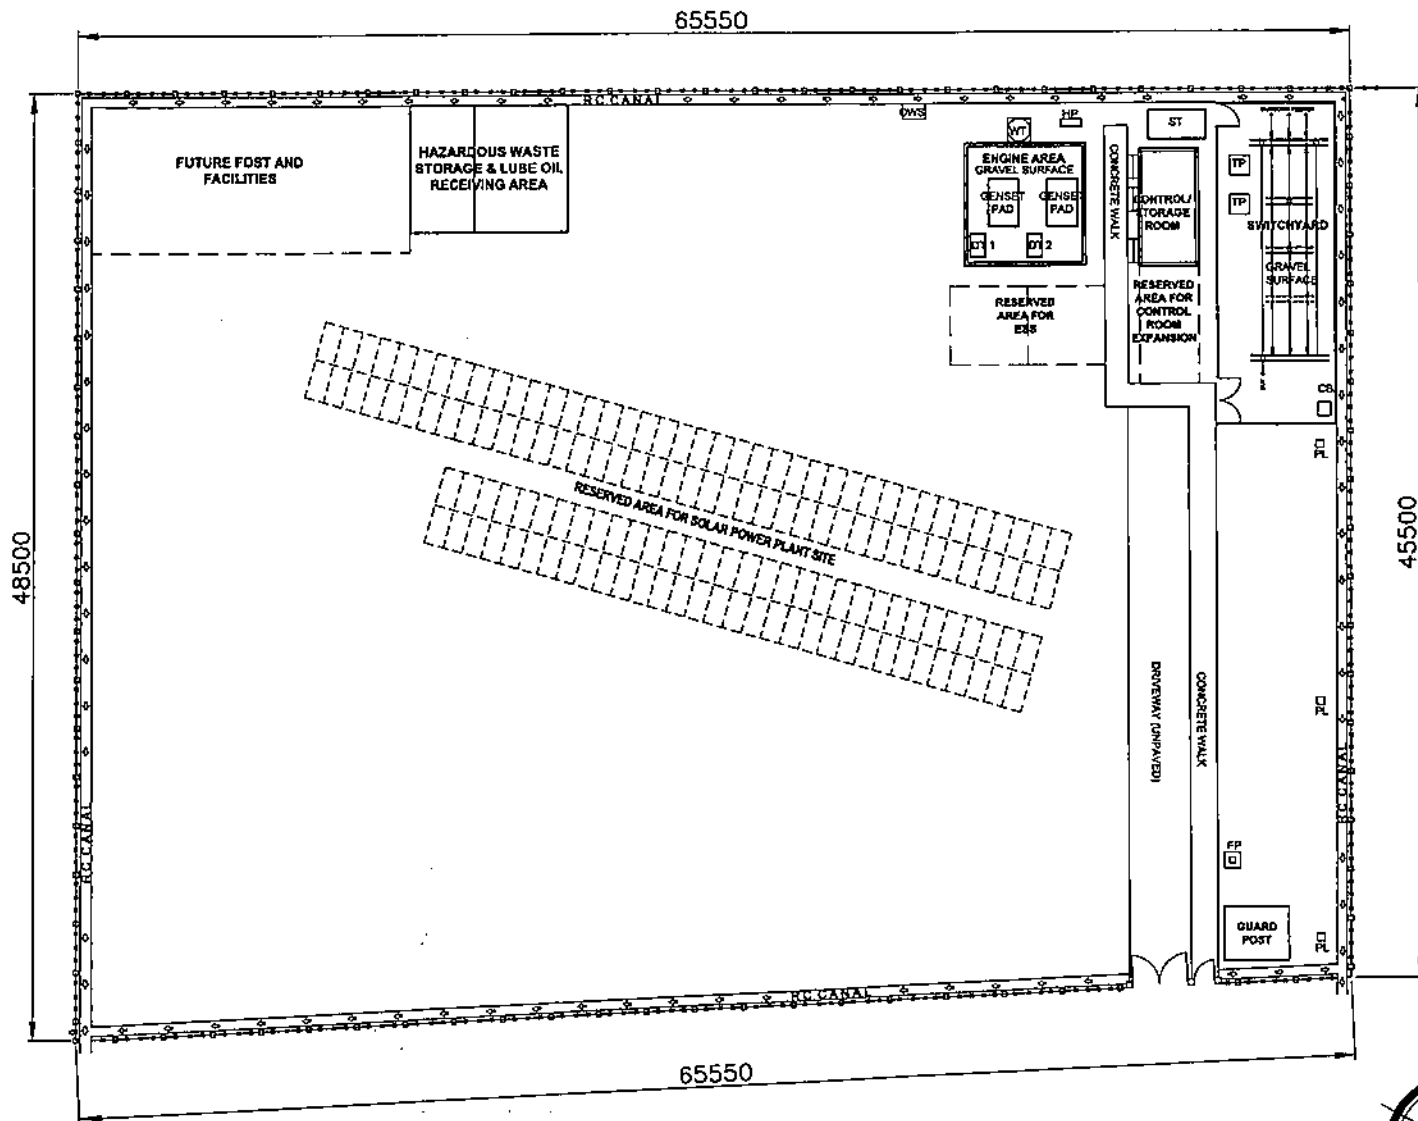 65550
RC CANAL
OWS
HP
WT
ST
FUTURE FOST AND
FACILITIES
HAZARDOUS WASTE
STORAGE & LUBE OIL
RECEIVING AREA
ENGINE AREA
GRAVEL SURFACE
GENSET
PAD
GENSET
PAD
DT 1
DT 2
CONCRETE WALK
CONTROL/
STORAGE
ROOM
TP
TP
SWITCHYARD
GRAVEL
SURFACE
RESERVED
AREA FOR
ESS
RESERVED
AREA FOR
CONTROL
ROOM
EXPANSION
CB
PL
RESERVED AREA FOR SOLAR POWER PLANT SITE
48500
45500
DRIVEWAY (UNPAVED)
CONCRETE WALK
PL
RC CANAL
RC CANAL
FP
GUARD
POST
PL
RC CANAL
65550